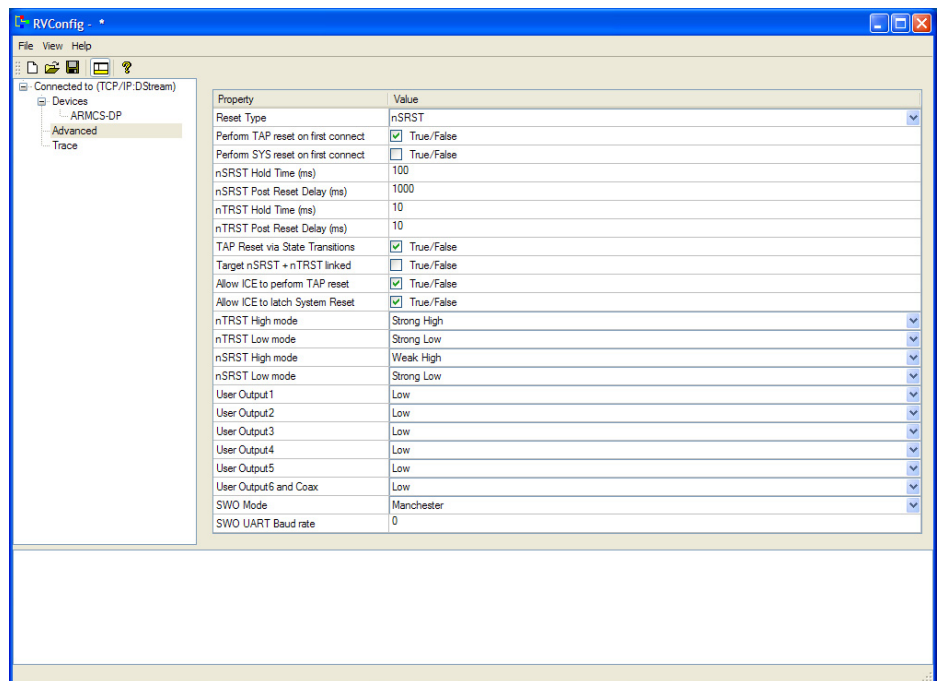 RVConfig - *
File View Help
Connected to (TCP/IP:DStream)
Devices
ARMCS-DP
Advanced
Trace
Property Value
Reset Type nSRST
Perform TAP reset on first connect True/False
Perform SYS reset on first connect True/False
nSRST Hold Time (ms) 100
nSRST Post Reset Delay (ms) 1000
nTRST Hold Time (ms) 10
nTRST Post Reset Delay (ms) 10
TAP Reset via State Transitions True/False
Target nSRST + nTRST linked True/False
Allow ICE to perform TAP reset True/False
Allow ICE to latch System Reset True/False
nTRST High mode Strong High
nTRST Low mode Strong Low
nSRST High mode Weak High
nSRST Low mode Strong Low
User Output1 Low
User Output2 Low
User Output3 Low
User Output4 Low
User Output5 Low
User Output6 and Coax Low
SWO Mode Manchester
SWO UART Baud rate 0